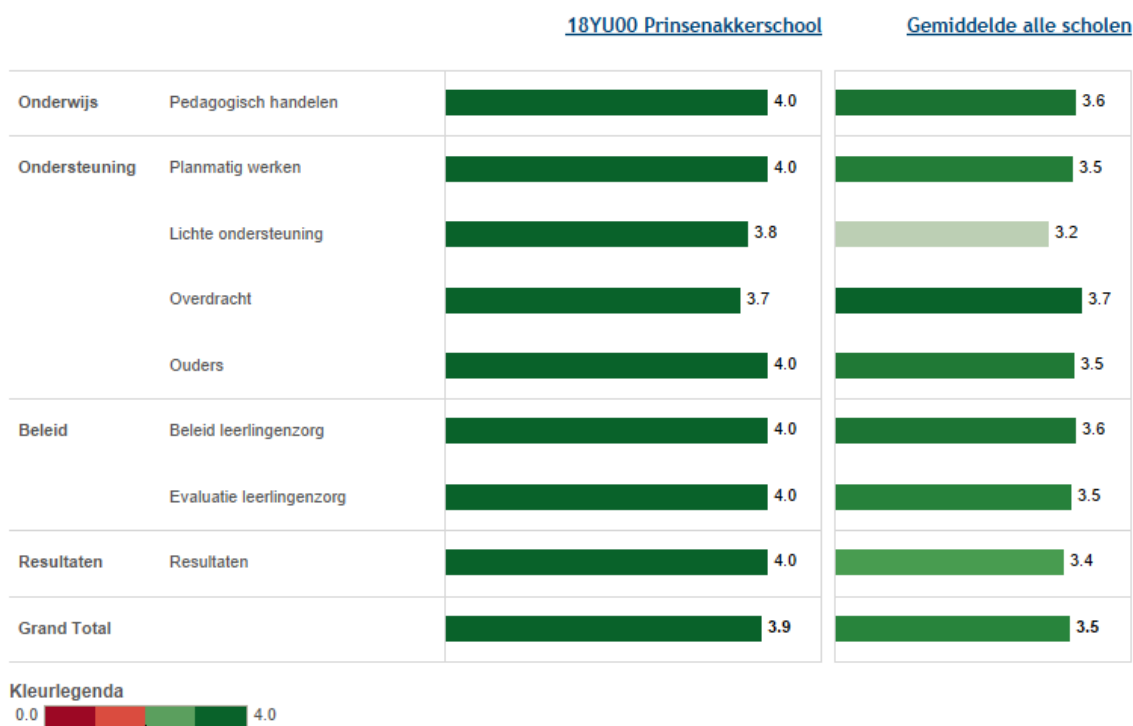 18YU00 Prinsenakkerschool Gemiddelde alle scholen
Onderwijs Pedagogisch handelen 4.0 3.6
Ondersteuning Planmatig werken 4.0 3.5
Lichte ondersteuning 3.8 3.2
Overdracht 3.7 3.7
Ouders 4.0 3.5
Beleid Beleid leerlingenzorg 4.0 3.6
Evaluatie leerlingenzorg 4.0 3.5
Resultaten Resultaten 4.0 3.4
Grand Total 3.9 3.5
Kleurlegenda
0.0 4.0